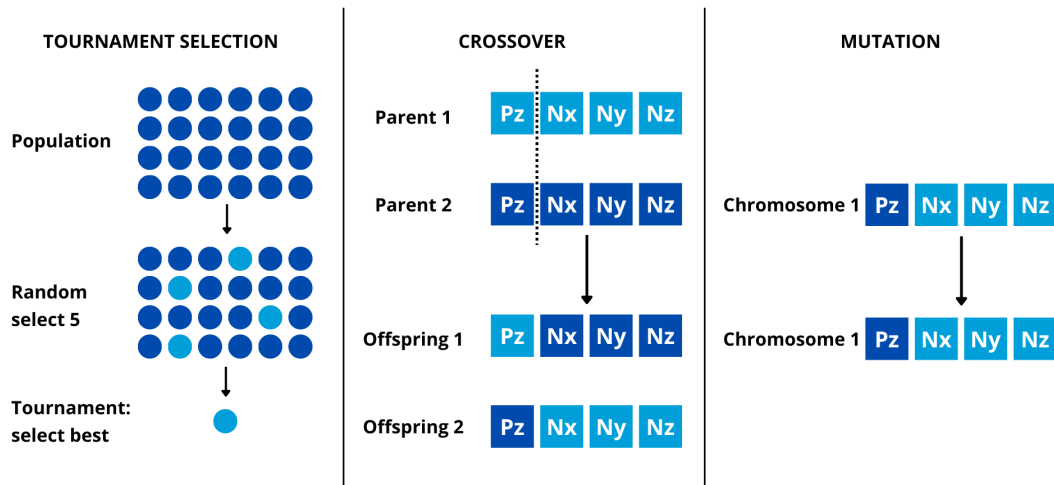 TOURNAMENT SELECTION
Population
Random
select 5
Tournament:
select best
CROSSOVER
Parent 1
Pz Nx Ny Nz
Parent 2
Pz Nx Ny Nz
Offspring 1
Pz Nx Ny Nz
Offspring 2
Pz Nx Ny Nz
MUTATION
Chromosome 1
Pz Nx Ny Nz
Chromosome 1
Pz Nx Ny Nz